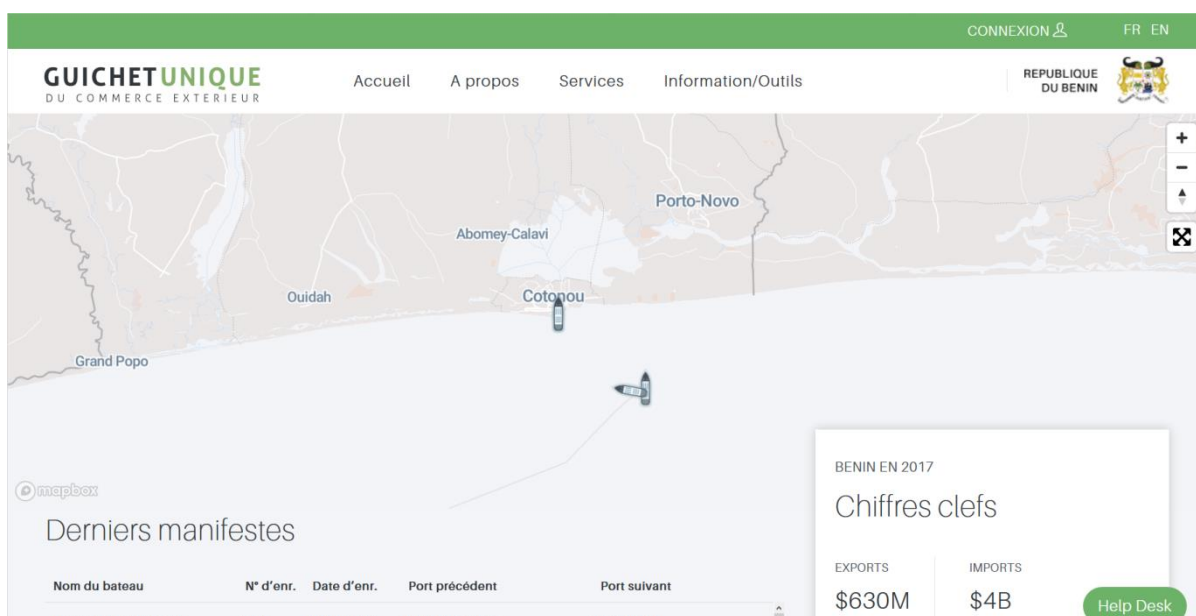 CONNEXION FR EN
GUICHETUNIQUE
DU COMMERCE EXTERIEUR
Accueil A propos Services Information/Outils
REPUBLIQUE
DU BENIN
Porto-Novo
Abomey-Calavi
Ouidah
Cotonou
Grand Popo
mapbox
Derniers manifestes
Nom du bateau N° d'enr. Date d'enr. Port précédent Port suivant
BENIN EN 2017
Chiffres clefs
EXPORTS IMPORTS
$630M $4B
Help Desk